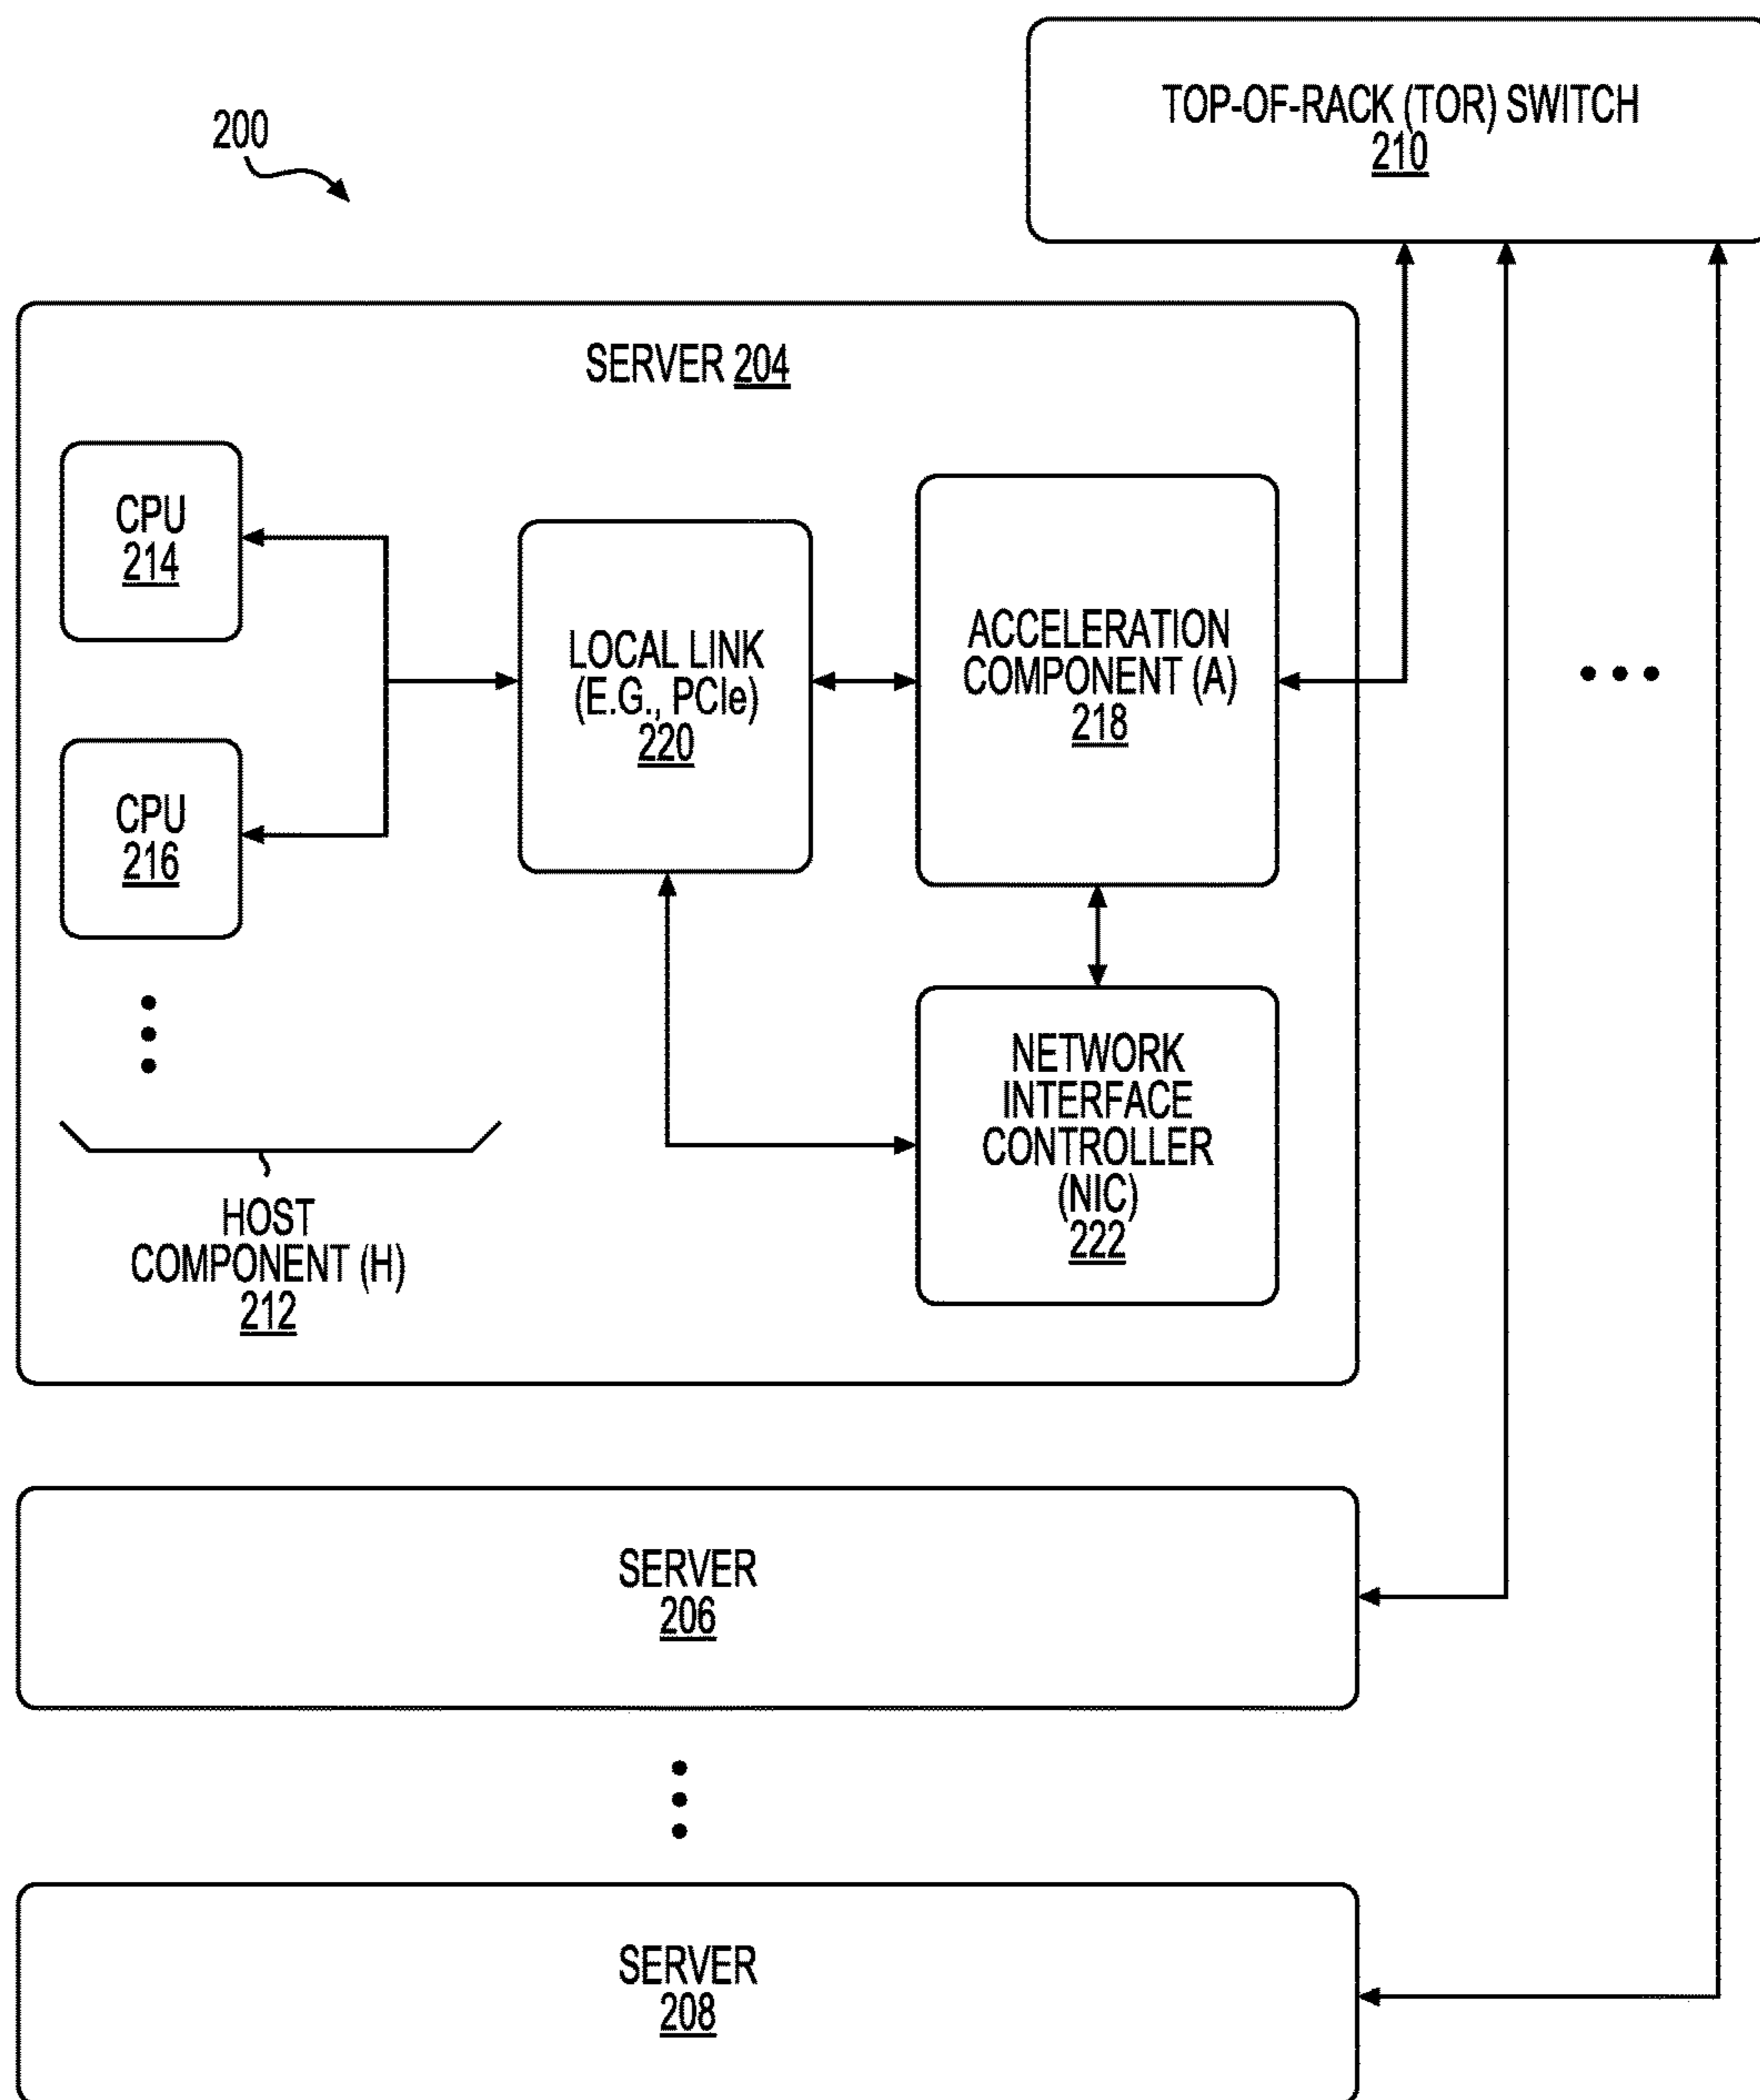 200
TOP-OF-RACK (TOR) SWITCH
210
SERVER 204
CPU
214
CPU
216
LOCAL LINK
(E.G., PCIe)
220
ACCELERATION
COMPONENT (A)
218
NETWORK
INTERFACE
CONTROLLER
(NIC)
222
HOST
COMPONENT (H)
212
SERVER
206
SERVER
208